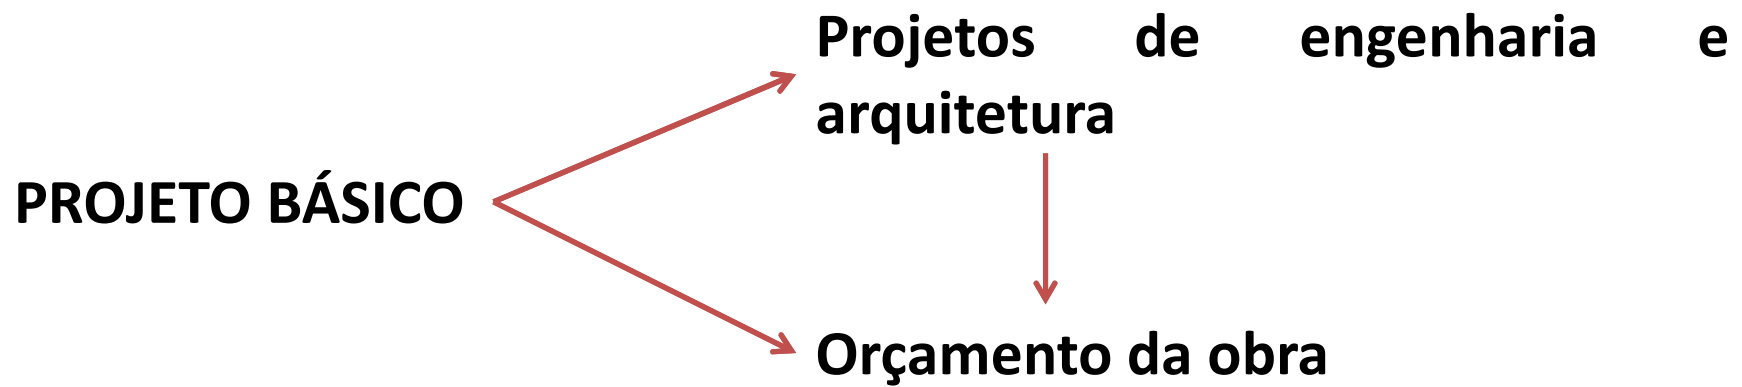 Projetos de engenharia e
arquitetura
PROJETO BÁSICO
Orçamento da obra